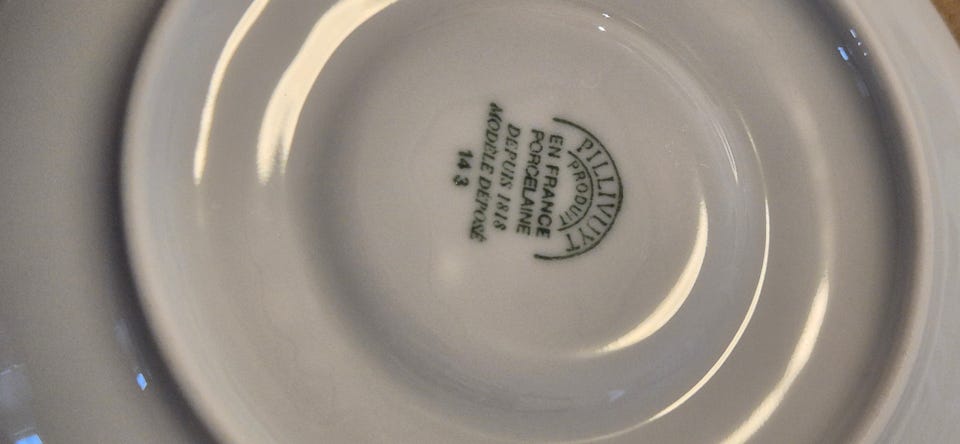 PILLIVUYT
PRODUIT
EN FRANCE
PORCELAINE
DEPUIS 1818
MODÈLE DÉPOSÉ
14 3